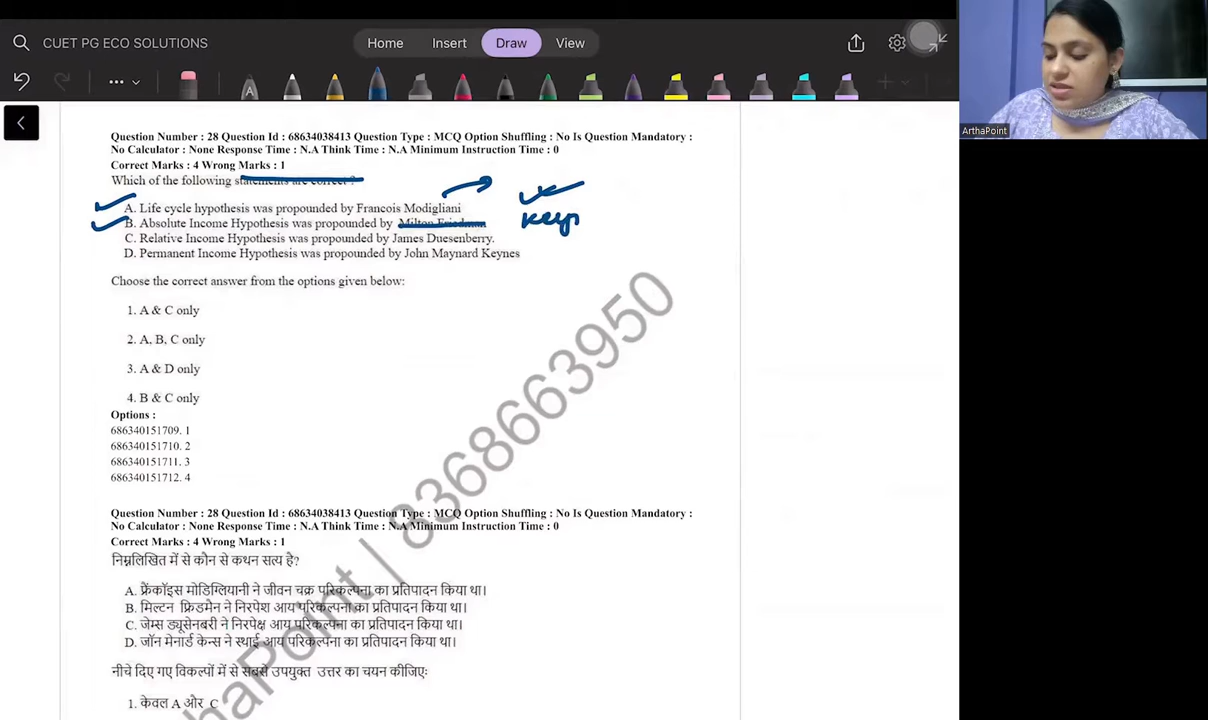 CUET PG ECO SOLUTIONS
Home Insert Draw View
A
ArthaPoint
Question Number : 28 Question Id : 68634038413 Question Type : MCQ Option Shuffling : No Is Question Mandatory :
No Calculator : None Response Time : N.A Think Time : N.A Minimum Instruction Time : 0
Correct Marks : 4 Wrong Marks : 1
Which of the following statements are correct ?
A. Life cycle hypothesis was propounded by Francois Modigliani
B. Absolute Income Hypothesis was propounded by Milton Friedman
Keyn
C. Relative Income Hypothesis was propounded by James Duesenberry.
D. Permanent Income Hypothesis was propounded by John Maynard Keynes
Choose the correct answer from the options given below:
1. A & C only
2. A, B, C only
3. A & D only
4. B & C only
Options :
686340151709. 1
686340151710. 2
686340151711. 3
686340151712. 4
Question Number : 28 Question Id : 68634038413 Question Type : MCQ Option Shuffling : No Is Question Mandatory :
No Calculator : None Response Time : N.A Think Time : N.A Minimum Instruction Time : 0
Correct Marks : 4 Wrong Marks : 1
निम्नलिखित में से कौन से कथन सत्य है?
A. फ्रैंकॉइस मोडिग्लियानी ने जीवन चक्र परिकल्पना का प्रतिपादन किया था।
B. मिल्टन फ्रिडमैन ने निरपेश आय परिकल्पना का प्रतिपादन किया था।
C. जेम्स ड्यूसेनबरी ने निरपेक्ष आय परिकल्पना का प्रतिपादन किया था।
D. जॉन मेनार्ड केन्स ने स्थाई आय परिकल्पना का प्रतिपादन किया था।
नीचे दिए गए विकल्पों में से सबसे उपयुक्त उत्तर का चयन कीजिए:
1. केवल A और C
haPoint | 8368663950